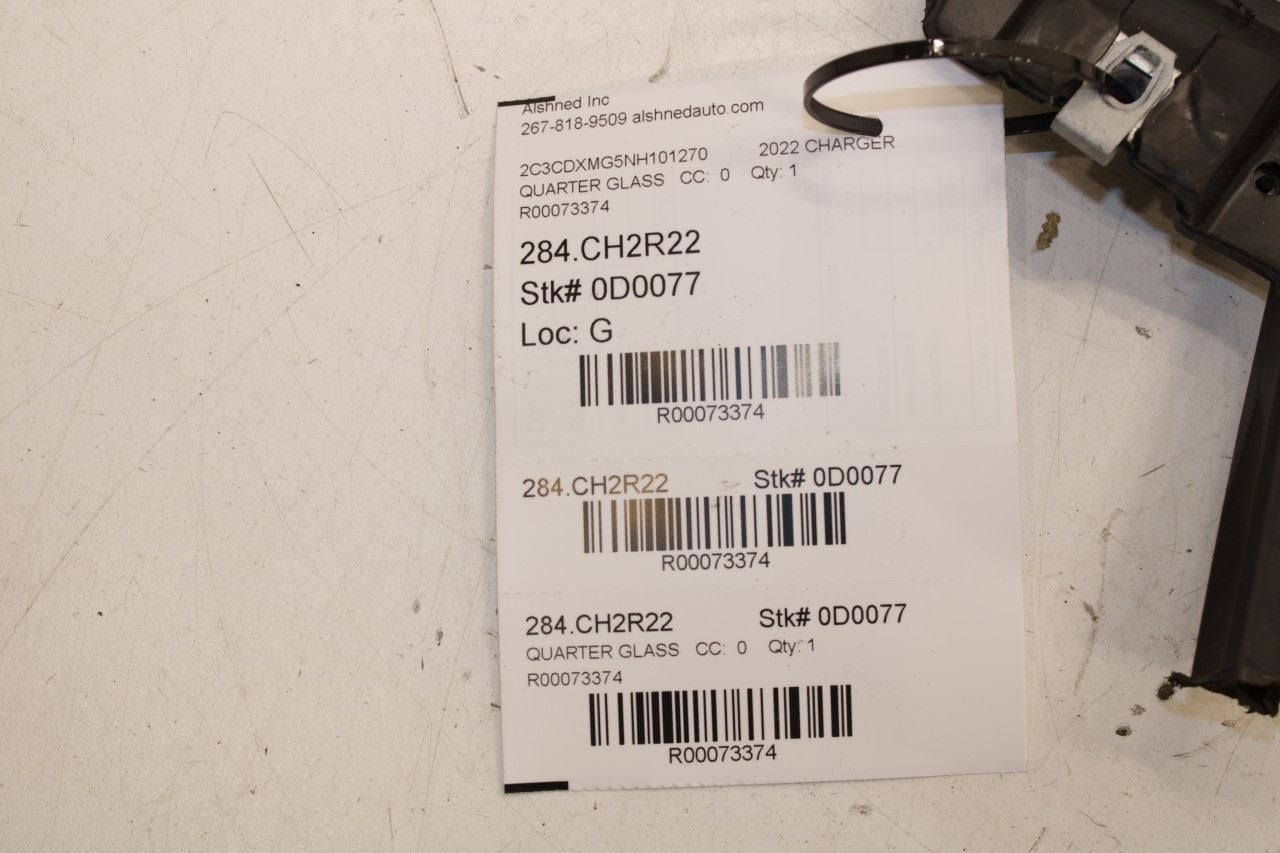 Alshned Inc
267-818-9509 alshnedauto.com
2C3CDXMG5NH101270 2022 CHARGER
QUARTER GLASS CC: 0 Qty: 1
R00073374
284.CH2R22
Stk# 0D0077
Loc: G
R00073374
284.CH2R22 Stk# 0D0077
R00073374
284.CH2R22 Stk# 0D0077
QUARTER GLASS CC: 0 Qty: 1
R00073374
R00073374